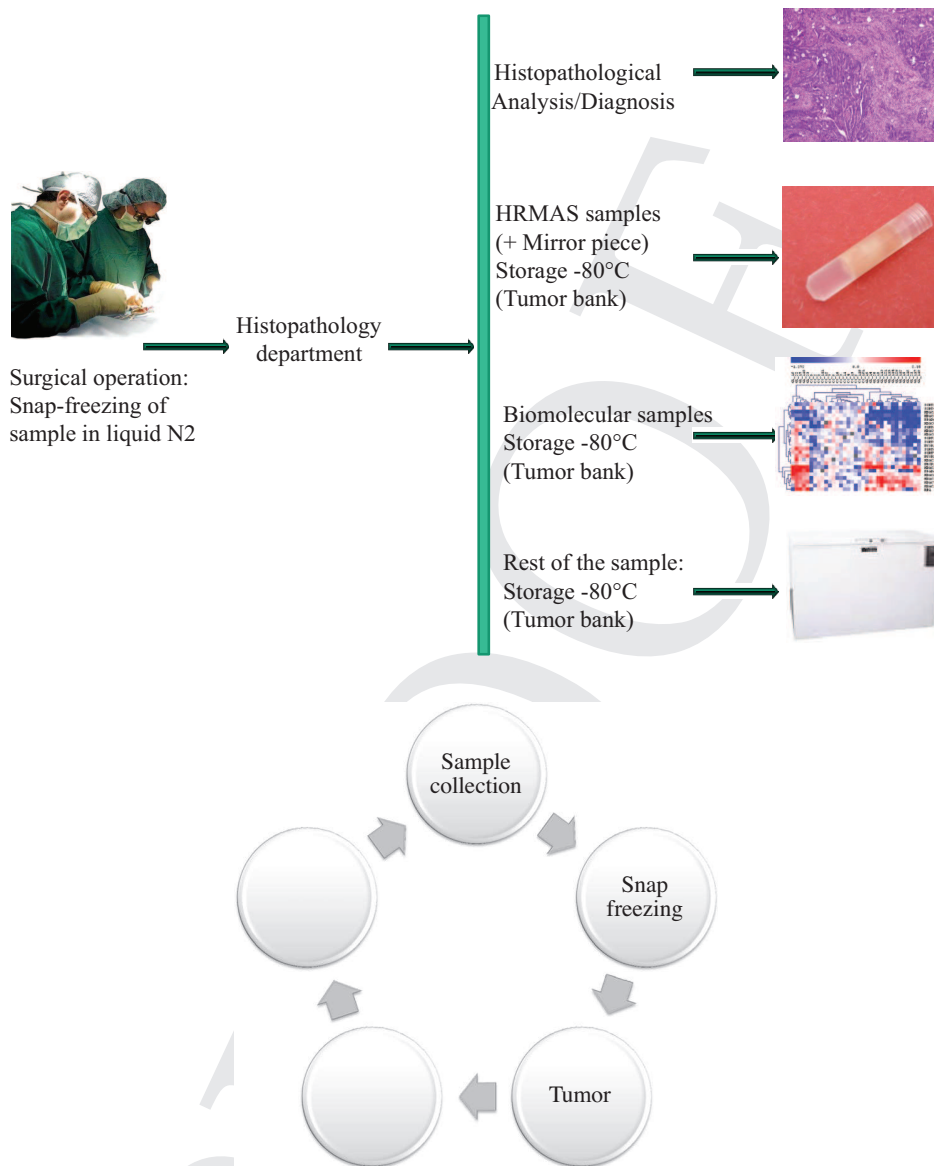 Histopathological
Analysis/Diagnosis
HRMAS samples
(+ Mirror piece)
Storage -80°C
(Tumor bank)
Histopathology
department
Surgical operation:
Snap-freezing of
sample in liquid N2
Biomolecular samples
Storage -80°C
(Tumor bank)
Rest of the sample:
Storage -80°C
(Tumor bank)
Sample
collection
Snap
freezing
Tumor